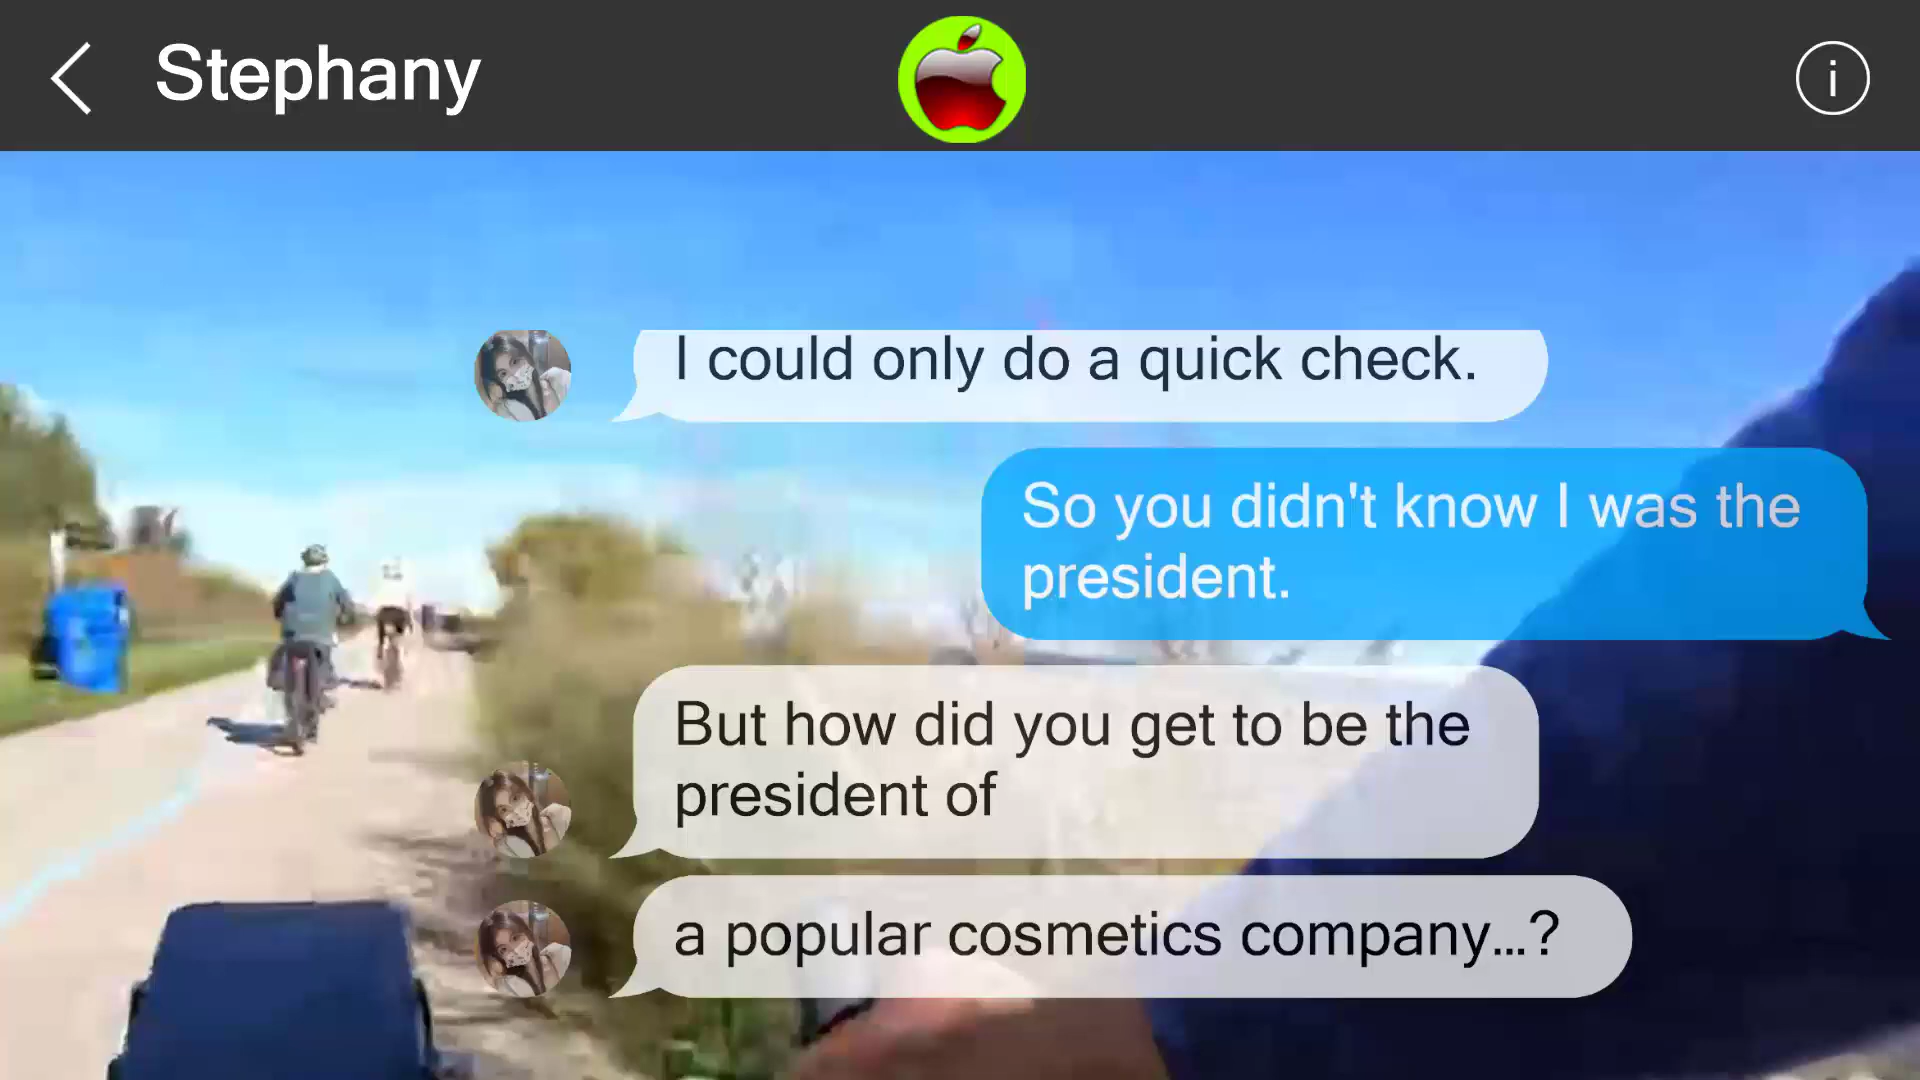 Stephany
i
I could only do a quick check.
So you didn't know I was the
president.
But how did you get to be the
president of
a popular cosmetics company...?